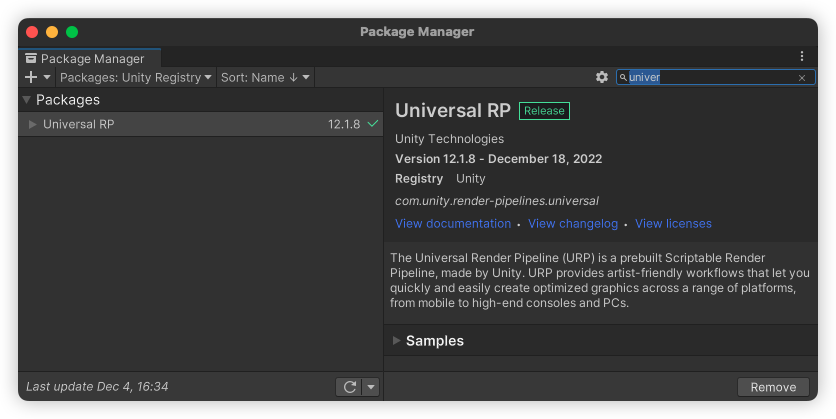 Package Manager
Package Manager
Packages: Unity Registry
Sort: Name ↓
univer
Packages
Universal RP 12.1.8
Universal RP Release
Unity Technologies
Version 12.1.8 - December 18, 2022
Registry Unity
com.unity.render-pipelines.universal
View documentation • View changelog • View licenses
The Universal Render Pipeline (URP) is a prebuilt Scriptable Render
Pipeline, made by Unity. URP provides artist-friendly workflows that let you
quickly and easily create optimized graphics across a range of platforms,
from mobile to high-end consoles and PCs.
Samples
Last update Dec 4, 16:34
Remove